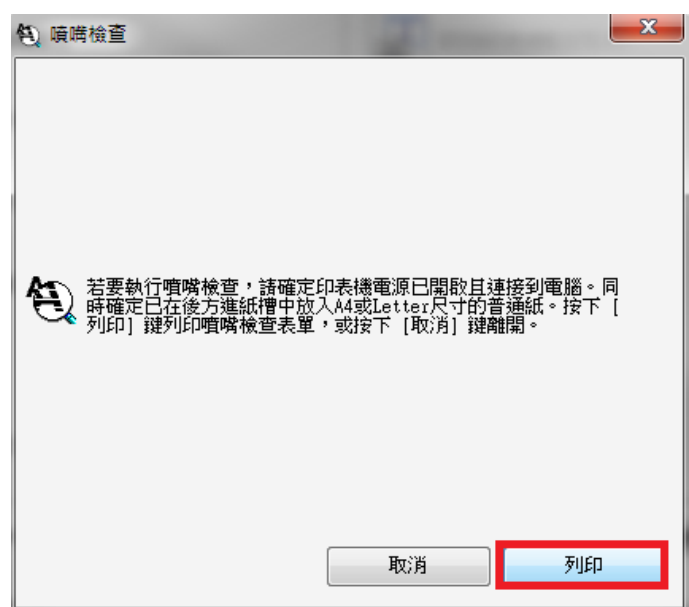 噴嘴檢查
若要執行噴嘴檢查，請確定印表機電源已開啟且連接到電腦。同
時確定已在後方進紙槽中放入A4或Letter尺寸的普通紙。按下 [
列印] 鍵列印噴嘴檢查表單，或按下 [取消] 鍵離開。
取消
列印